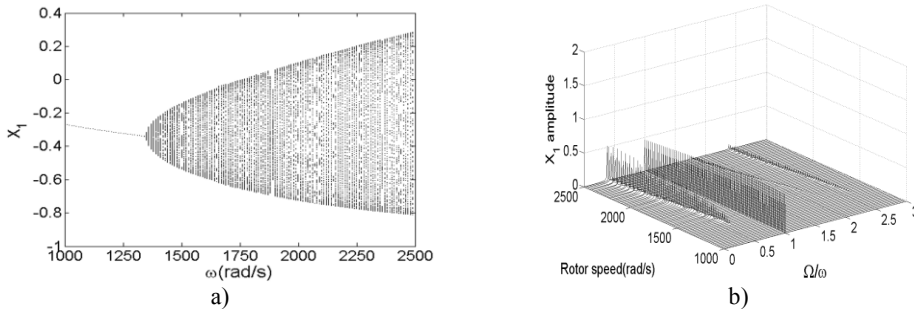 0.4
0.2
0
-0.2
-0.4
-0.6
-0.8
-1
X1
1000 1250 1500 1750 2000 2250 2500
ω(rad/s)
a)
2
1.5
1
0.5
0
X1 amplitude
2500
2000
1500
1000
Rotor speed(rad/s)
0 0.5 1 1.5 2 2.5 3
Ω/ω
b)